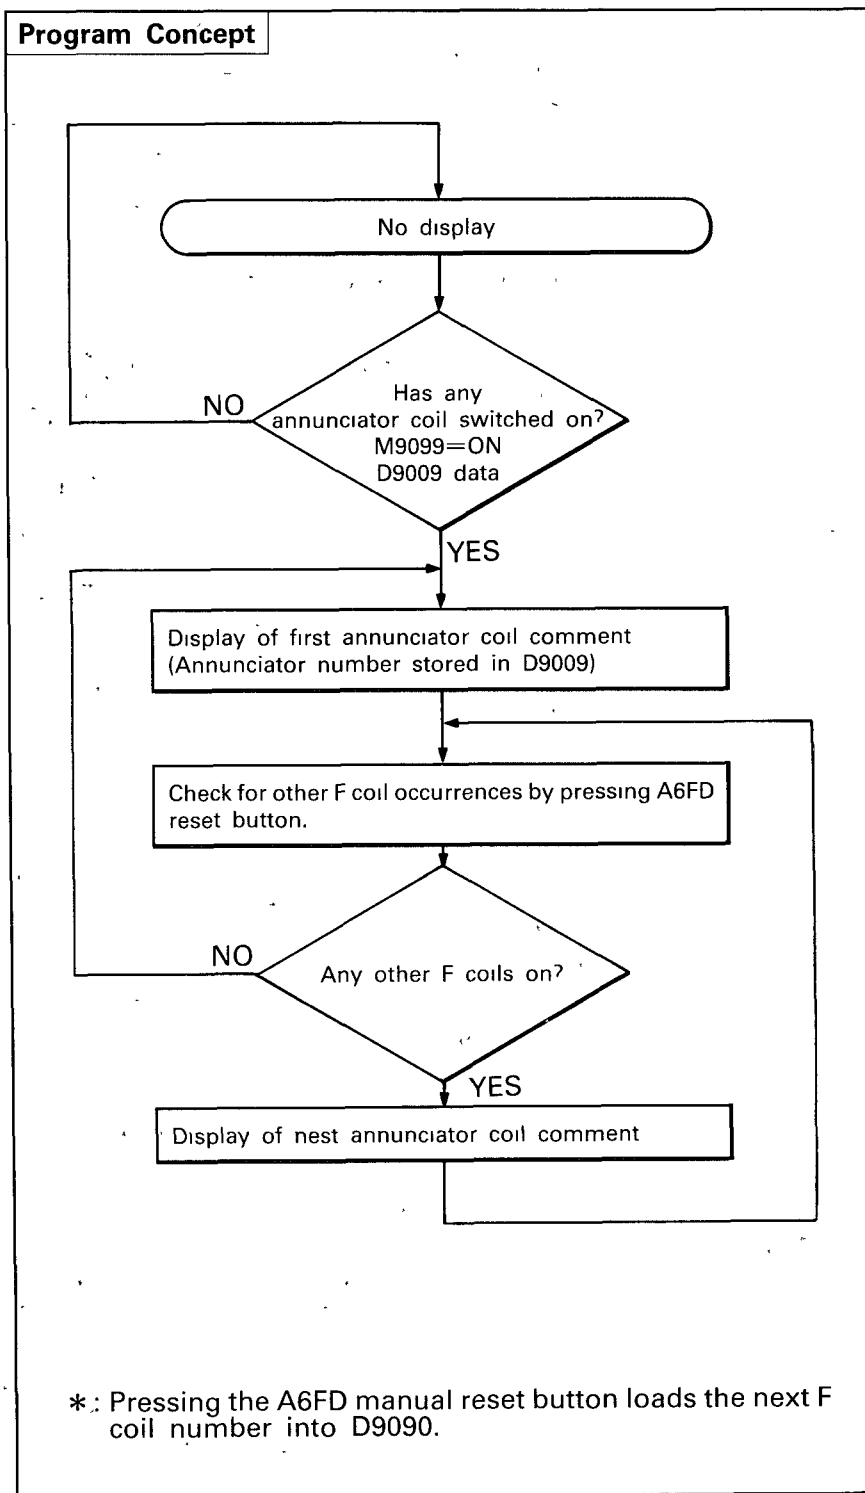 Program Concept
No display
Has any
annunciator coil switched on?
M9099=ON
D9009 data
NO
YES
Display of first annunciator coil comment
(Annunciator number stored in D9009)
Check for other F coil occurrences by pressing A6FD
reset button.
Any other F coils on?
NO
YES
Display of nest annunciator coil comment
*: Pressing the A6FD manual reset button loads the next F
coil number into D9090.